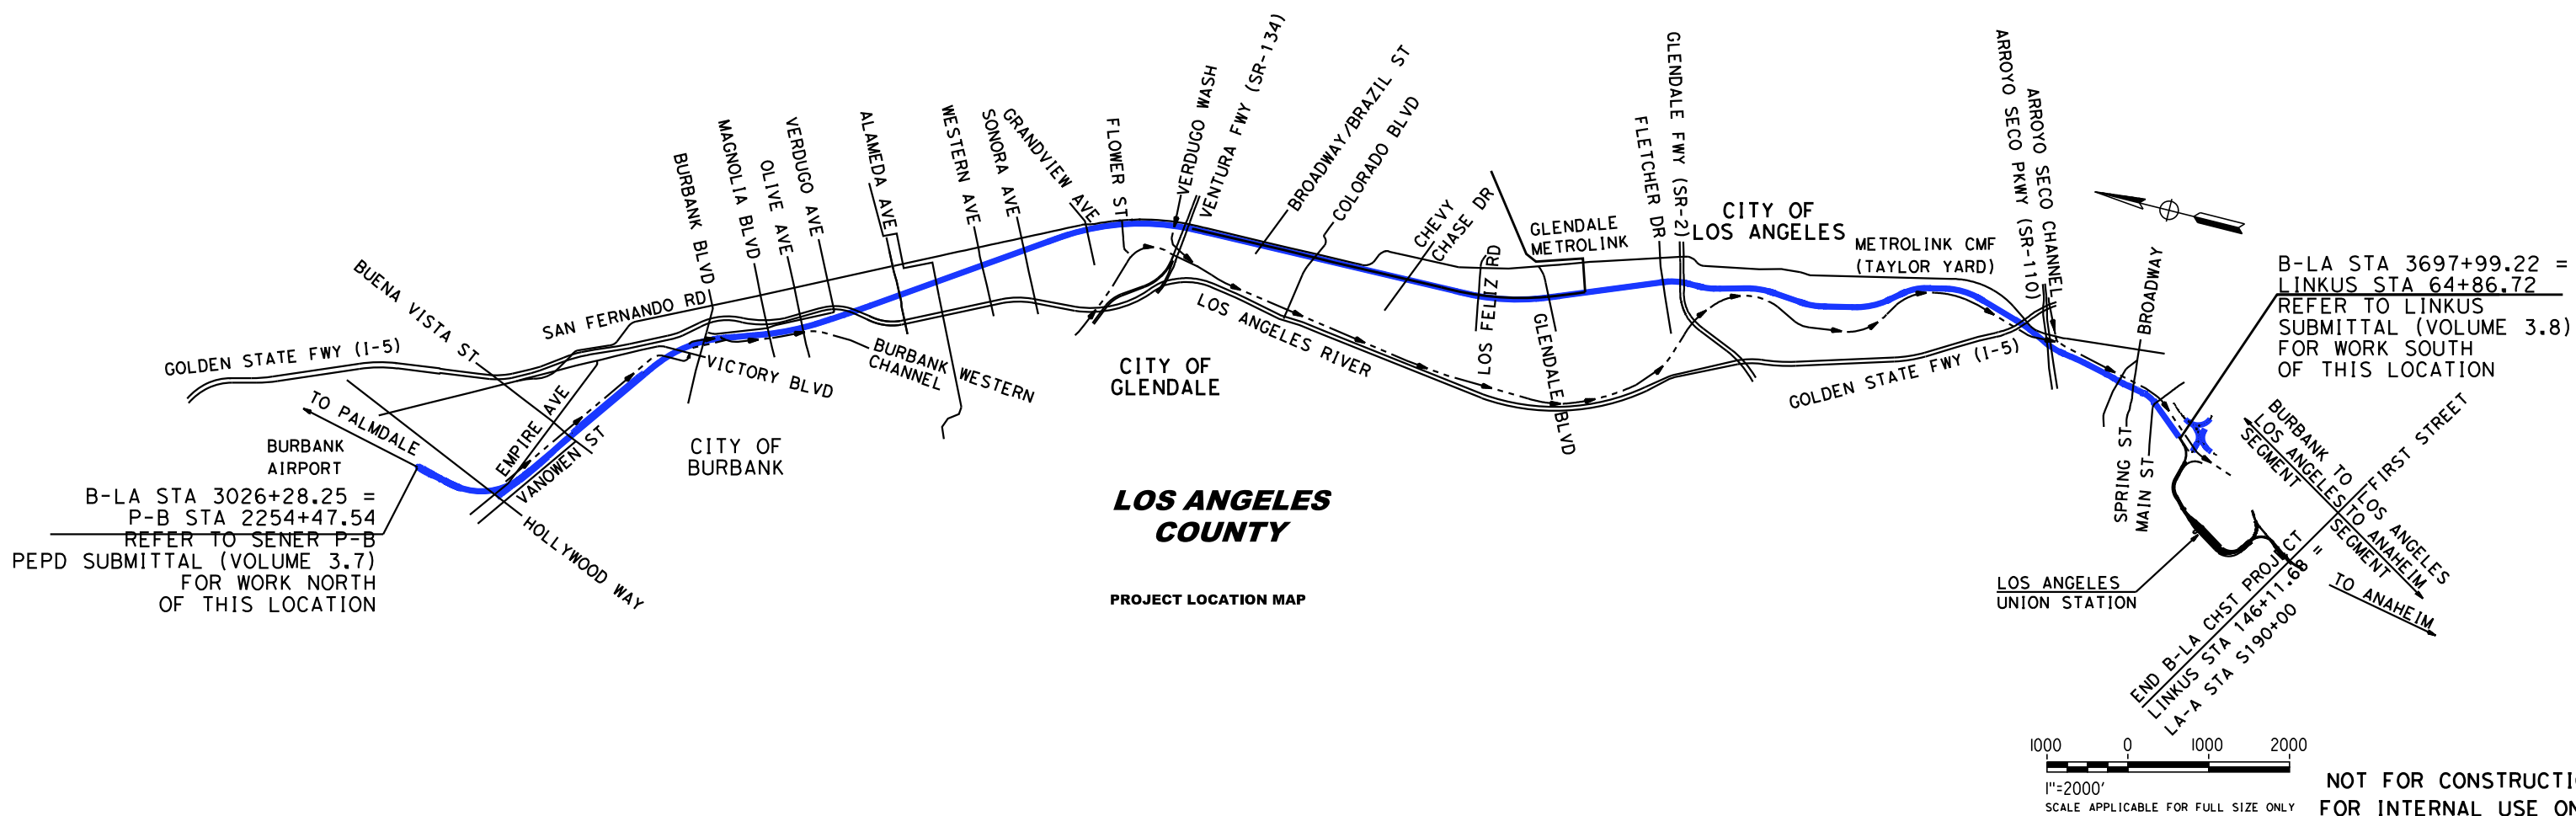 GOLDEN STATE FWY (I-5)
BUENA VISTA ST
SAN FERNANDO RD
BURBANK BLVD
MAGNOLIA BLVD
OLIVE AVE
VERDUGO AVE
ALAMEDA AVE
WESTERN AVE
SONORA AVE
GRANDVIEW AVE
FLOWER ST
VERDUGO WASH
VENTURA FWY (SR-134)
BROADWAY/BRAZIL ST
COLORADO BLVD
CHEVY
CHASE DR
GLENDALE
METROLINK
LOS FELIZ RD
GLENDALE BLVD
FLETCHER DR
GLENDALE FWY (SR-2)
CITY OF
LOS ANGELES
METROLINK CMF
(TAYLOR YARD)
ARROYO SECO PKWY (SR-110)
ARROYO SECO CHANNEL
BROADWAY
B-LA STA 3697+99.22 =
LINKUS STA 64+86.72
REFER TO LINKUS
SUBMITTAL (VOLUME 3.8)
FOR WORK SOUTH
OF THIS LOCATION
TO PALMDALE
BURBANK
AIRPORT
EMPIRE AVE
VANOWEN ST
VICTORY BLVD
BURBANK WESTERN
CHANNEL
CITY OF
BURBANK
CITY OF
GLENDALE
LOS ANGELES RIVER
GOLDEN STATE FWY (I-5)
B-LA STA 3026+28.25 =
P-B STA 2254+47.54
REFER TO SENER P-B
PEPD SUBMITTAL (VOLUME 3.7)
FOR WORK NORTH
OF THIS LOCATION
HOLLYWOOD WAY
LOS ANGELES
COUNTY
PROJECT LOCATION MAP
SPRING ST
MAIN ST
BURBANK TO
LOS ANGELES
SEGMENT
FIRST STREET
LOS ANGELES
TO ANAHEIM
SEGMENT
TO ANAHEIM
LOS ANGELES
UNION STATION
END B-LA CHST PROJECT
LINKUS STA 146+11.68 "
LA-A STA S190+00
1000 0 1000 2000
1"=2000'
SCALE APPLICABLE FOR FULL SIZE ONLY
NOT FOR CONSTRUCTI
FOR INTERNAL USE ON